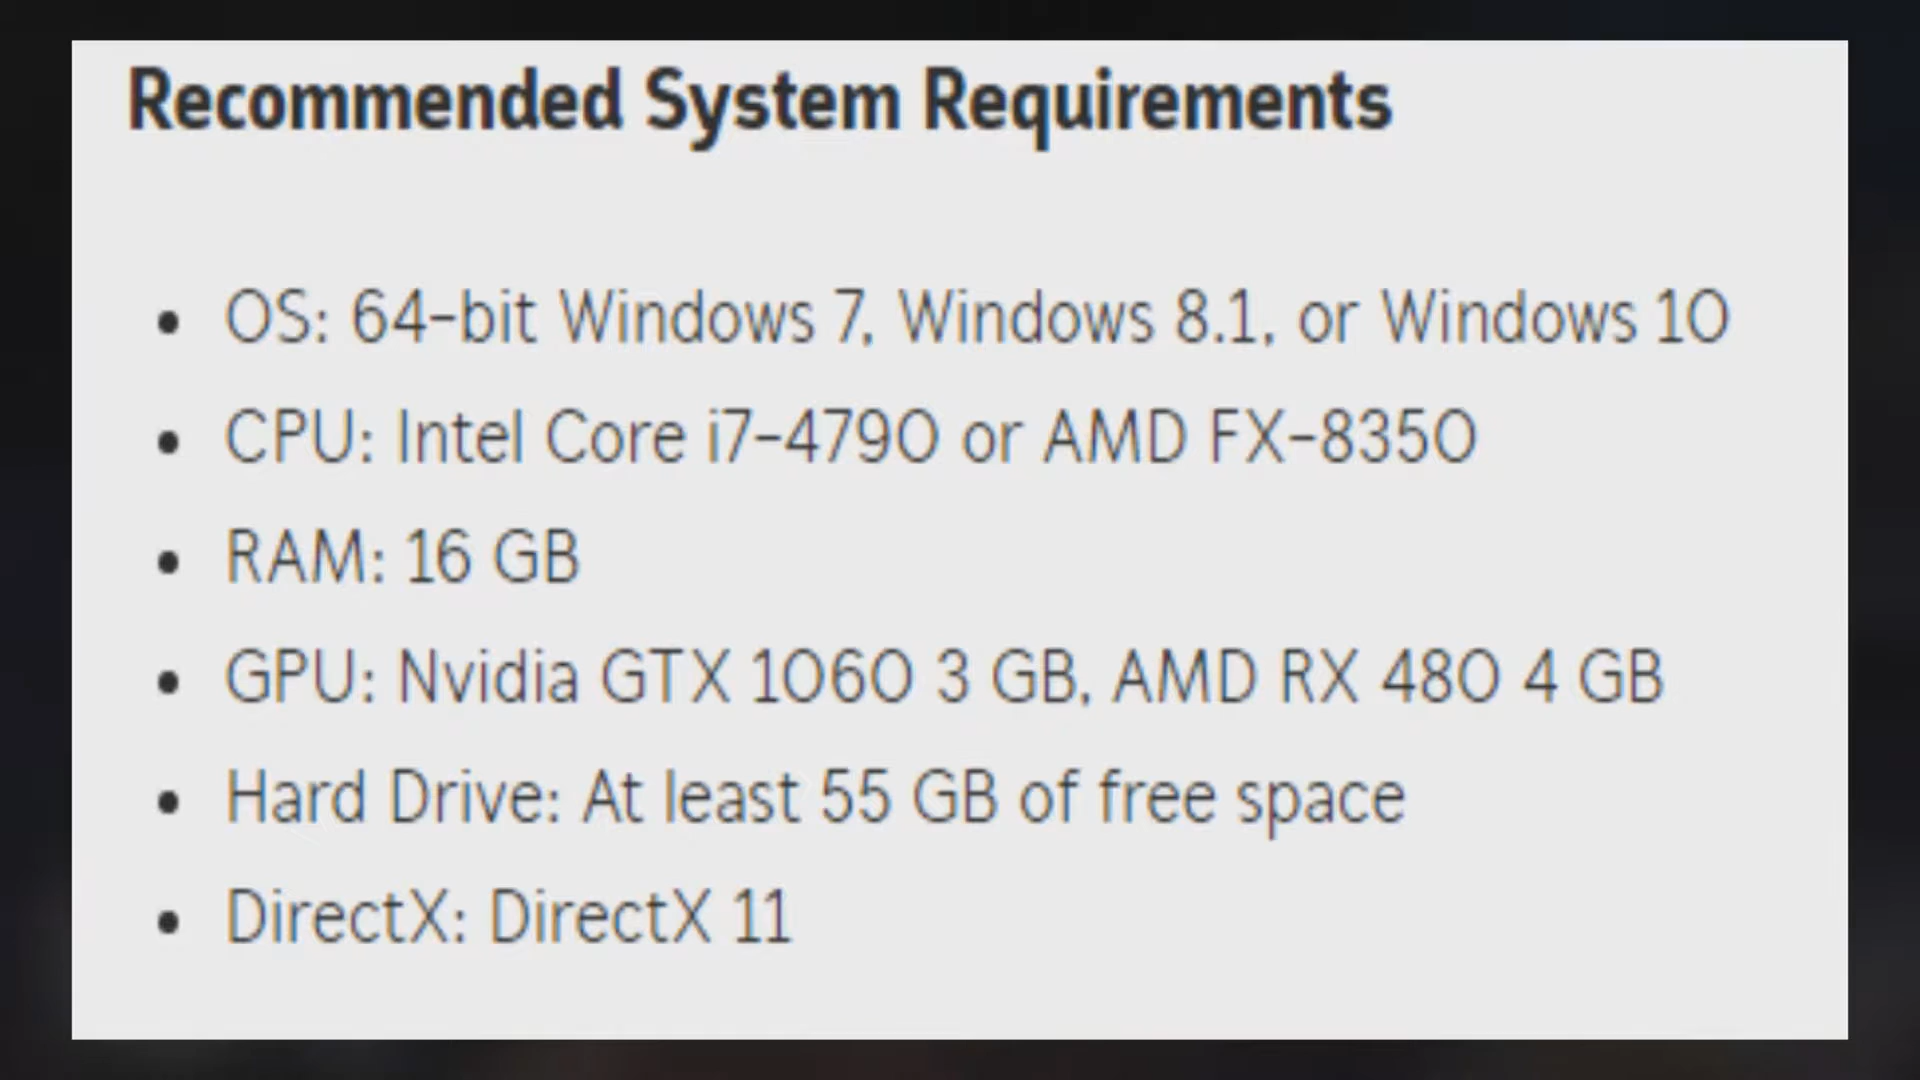 Recommended System Requirements
• OS: 64-bit Windows 7, Windows 8.1, or Windows 10
• CPU: Intel Core i7-4790 or AMD FX-8350
• RAM: 16 GB
• GPU: Nvidia GTX 1060 3 GB, AMD RX 480 4 GB
• Hard Drive: At least 55 GB of free space
• DirectX: DirectX 11